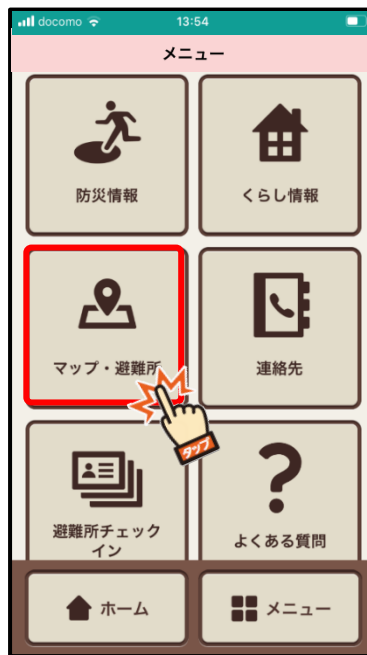 docomo 13:54
メニュー
防災情報
くらし情報
マップ・避難所
連絡先
タップ
避難所チェック
イン
よくある質問
ホーム
メニュー